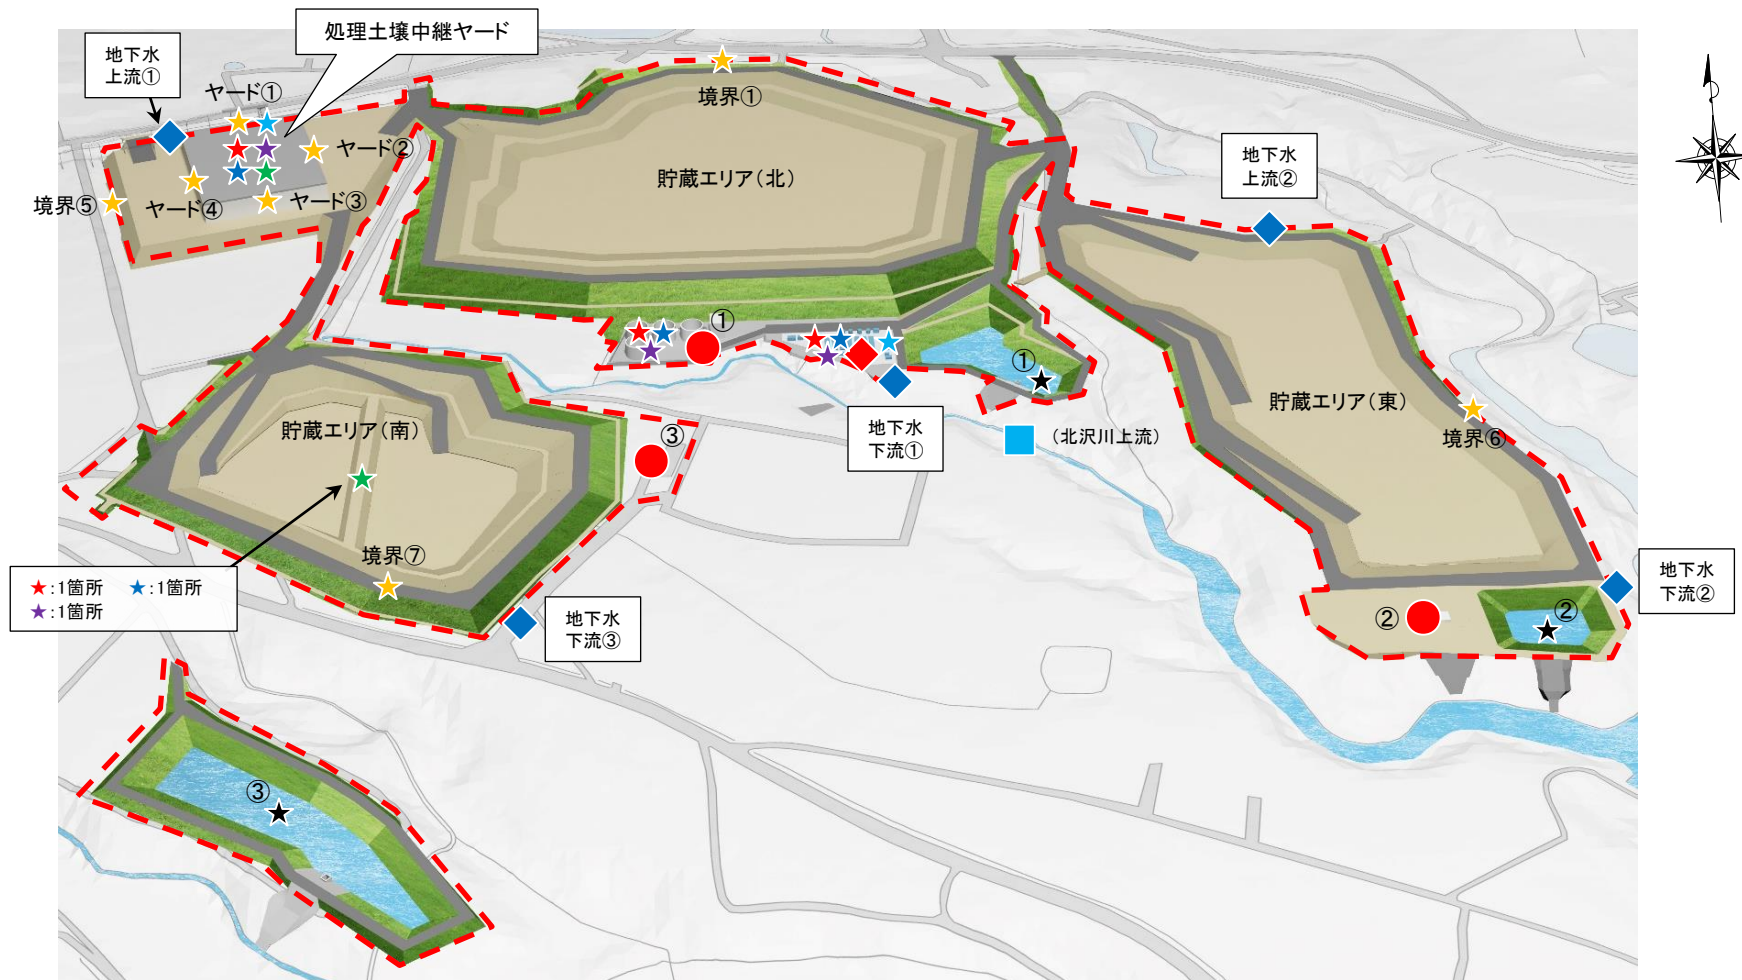 処理土壌中継ヤード
地下水
上流①
ヤード①
境界①
ヤード②
地下水
上流②
貯蔵エリア（北）
境界⑤
ヤード④
ヤード③
①
①
貯蔵エリア（東）
境界⑥
地下水
下流①
（北沢川上流）
貯蔵エリア（南）
③
境界⑦
★：1箇所 ★：1箇所
★：1箇所
地下水
下流③
地下水
下流②
②
②
③